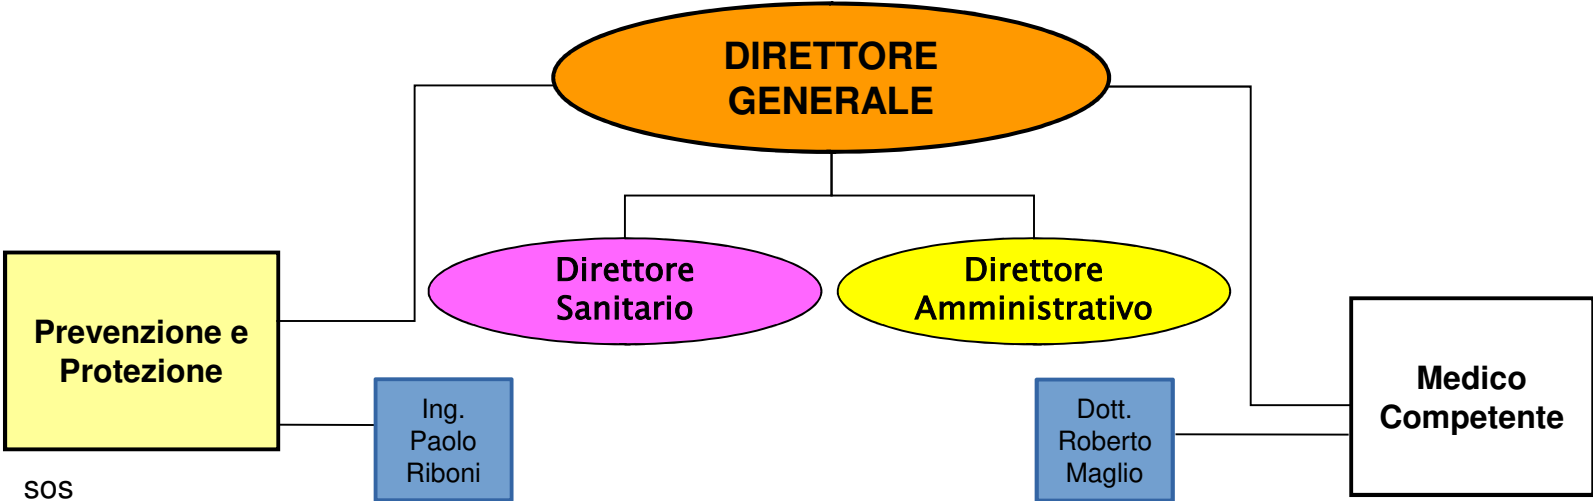 DIRETTORE
GENERALE
Direttore
Sanitario
Direttore
Amministrativo
Prevenzione e
Protezione
Ing.
Paolo
Riboni
Dott.
Roberto
Maglio
Medico
Competente
sos